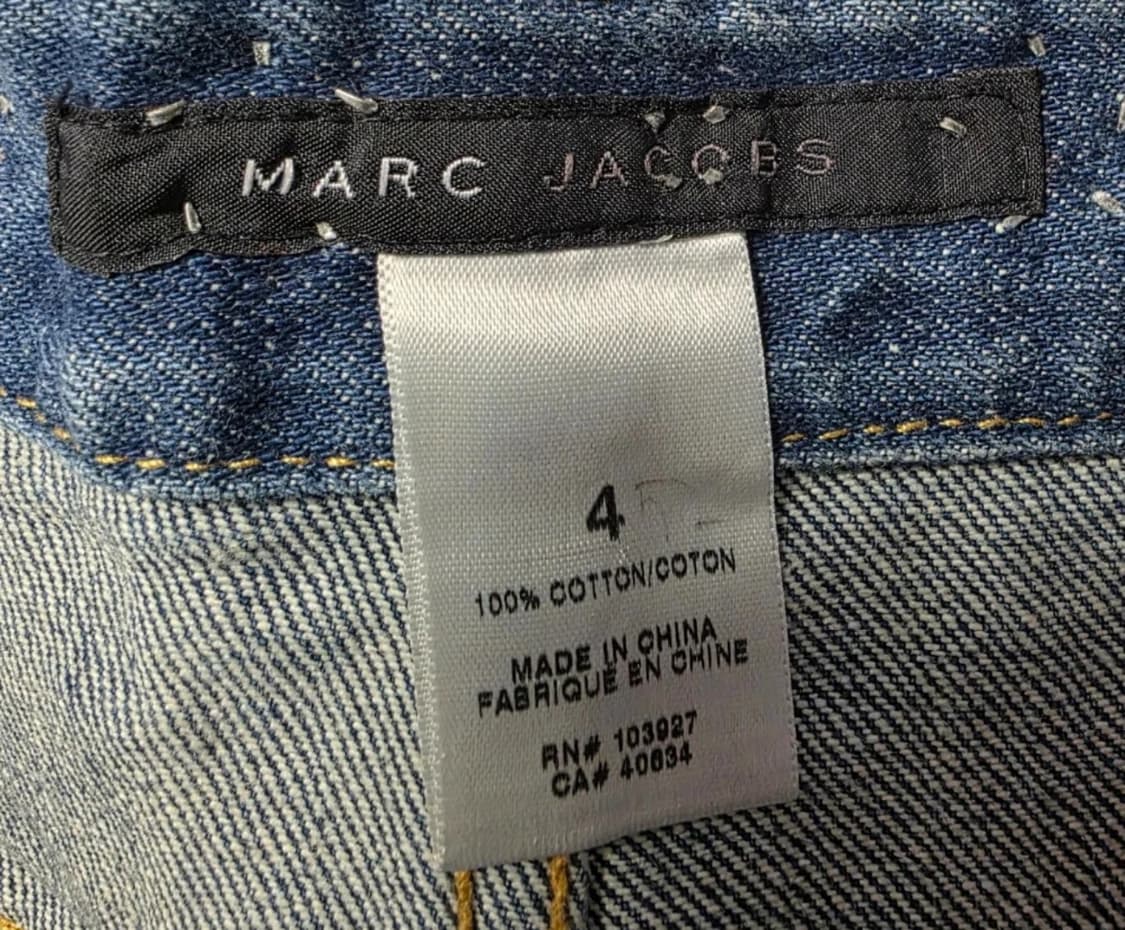 MARC JACOBS
4
100% COTTON/COTON
MADE IN CHINA
FABRIQUÉ EN CHINE
RN# 103927
CA# 40634